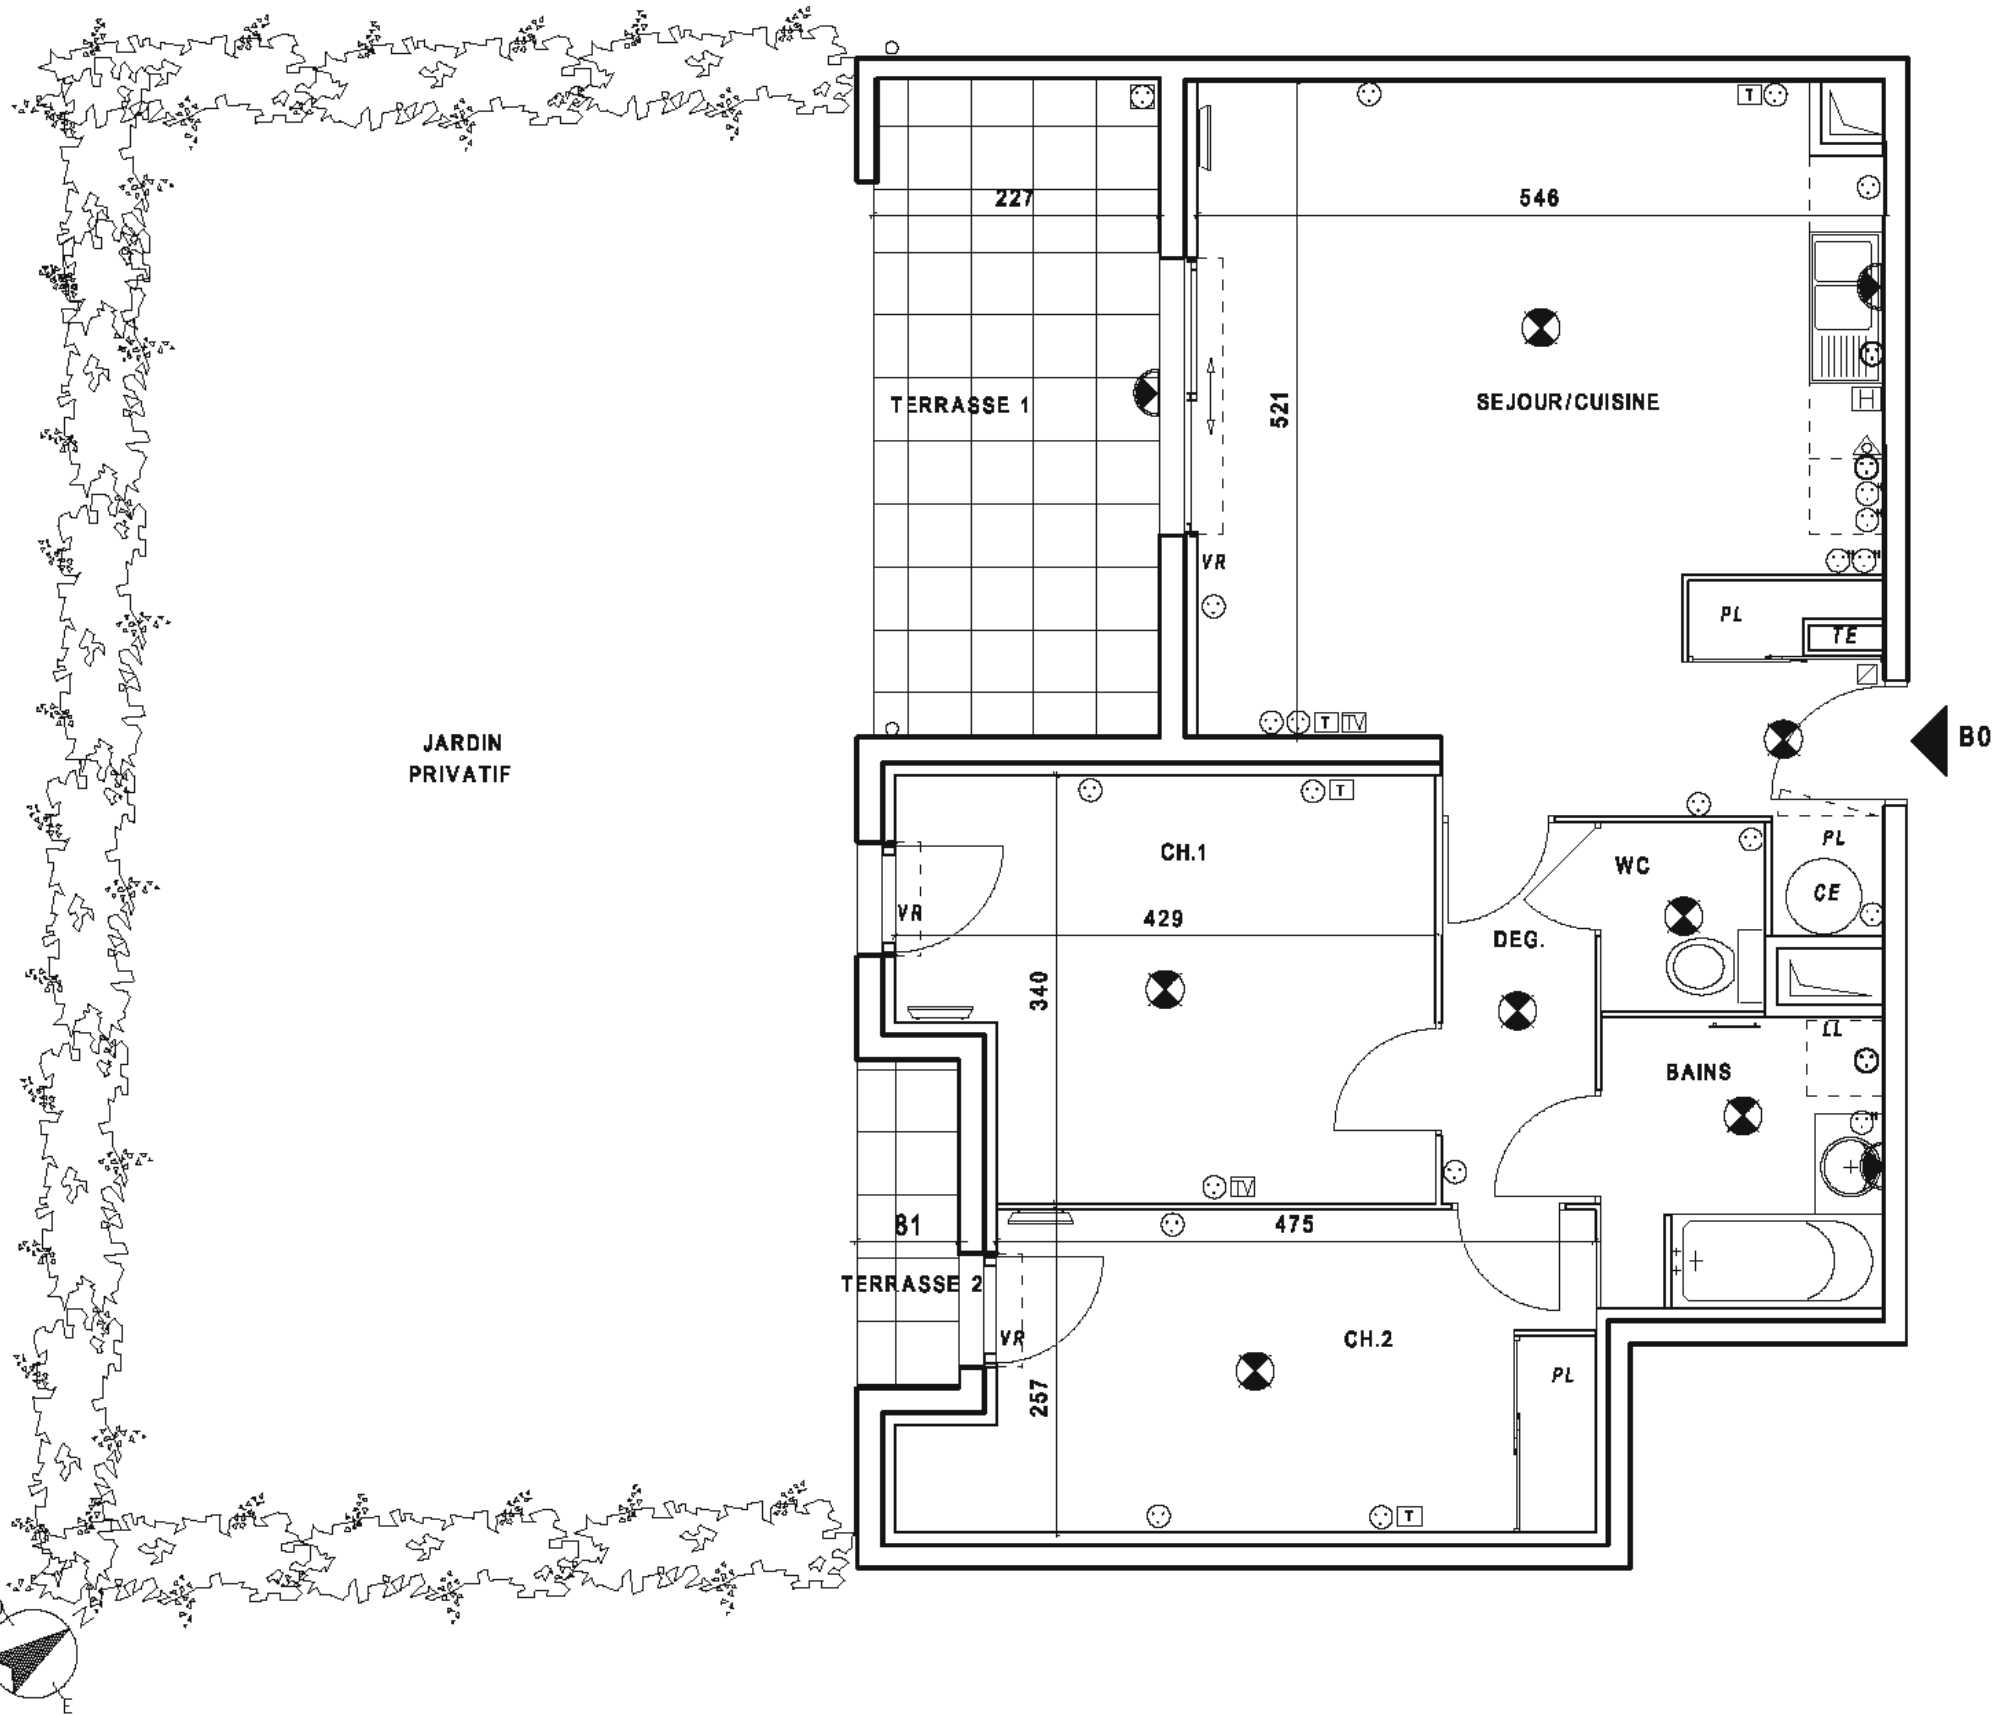 T
227
546
TERRASSE 1
521
SEJOUR/CUISINE
H
VR
PL
TE
T TV
JARDIN
PRIVATIF
B0
T
CH.1
WC
PL
CE
VR
429
DEG.
340
LL
BAINS
TV
81
475
TERRASSE 2
VR
CH.2
PL
257
T
E